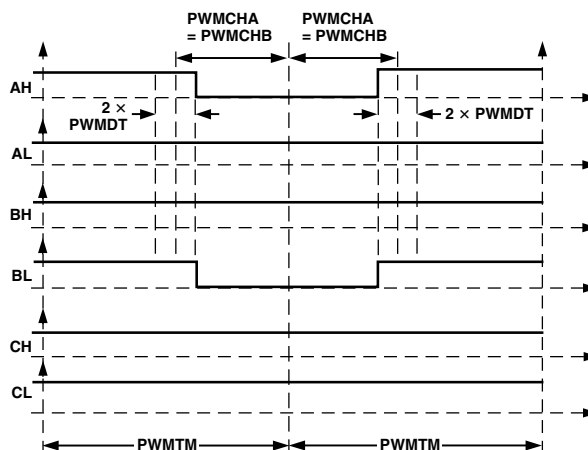 PWMCHA
= PWMCHB
PWMCHA
= PWMCHB
AH
2 ×
PWMDT
2 × PWMDT
AL
BH
BL
CH
CL
PWMTM
PWMTM